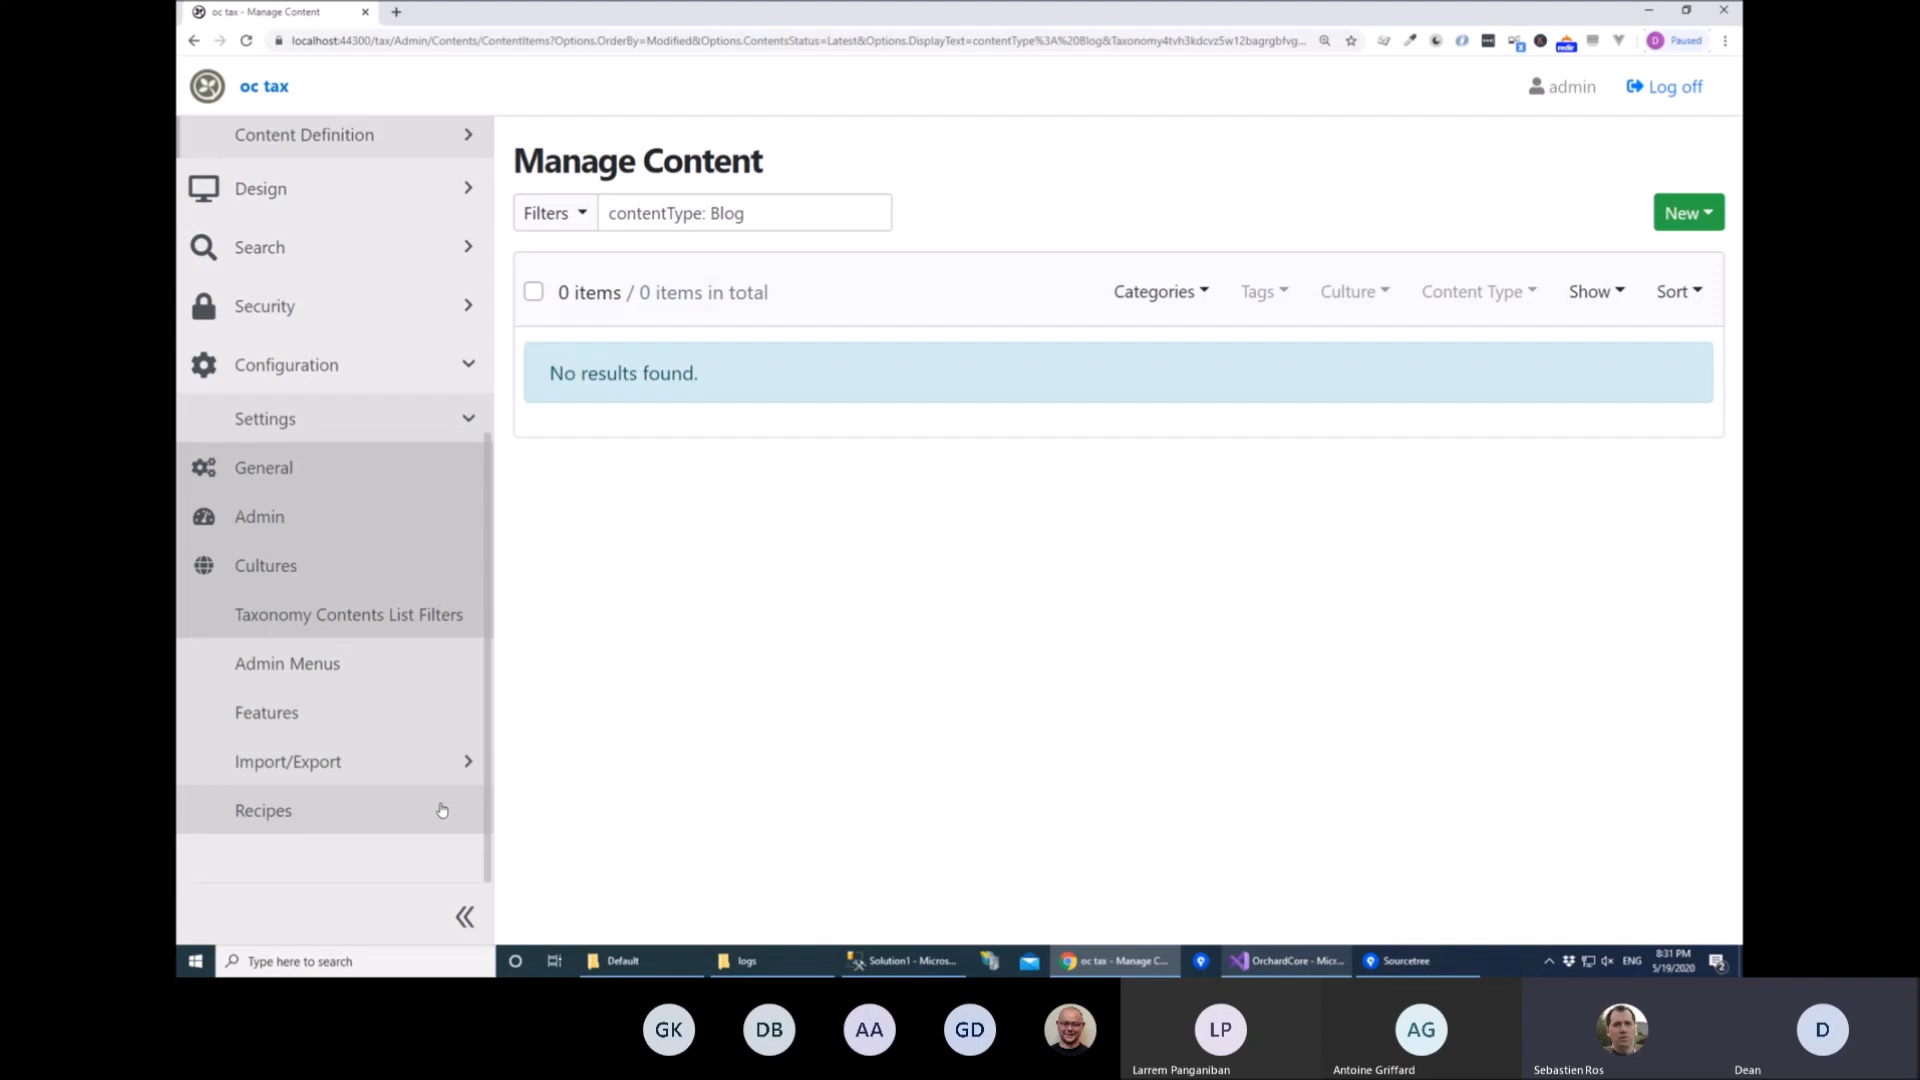 oc tax - Manage Content
localhost:44300/tax/Admin/Contents/ContentItems?Options.OrderBy=Modified&Options.ContentsStatus=Latest&Options.DisplayText=contentType%3A%20Blog&Taxonomy4tvh3kdcvz5w12bagrgbfvg...
Paused
oc tax
admin
Log off
Content Definition
Design
Search
Security
Configuration
Settings
General
Admin
Cultures
Taxonomy Contents List Filters
Admin Menus
Features
Import/Export
Recipes
Manage Content
Filters
contentType: Blog
New
0 items / 0 items in total
Categories
Tags
Culture
Content Type
Show
Sort
No results found.
Type here to search
Default
logs
Solution1 - Micros...
oc tax - Manage C...
OrchardCore - Micr...
Sourcetree
ENG
8:31 PM
5/19/2020
2
GK
DB
AA
GD
LP
AG
D
Larrem Panganiban
Antoine Griffard
Sebastien Ros
Dean